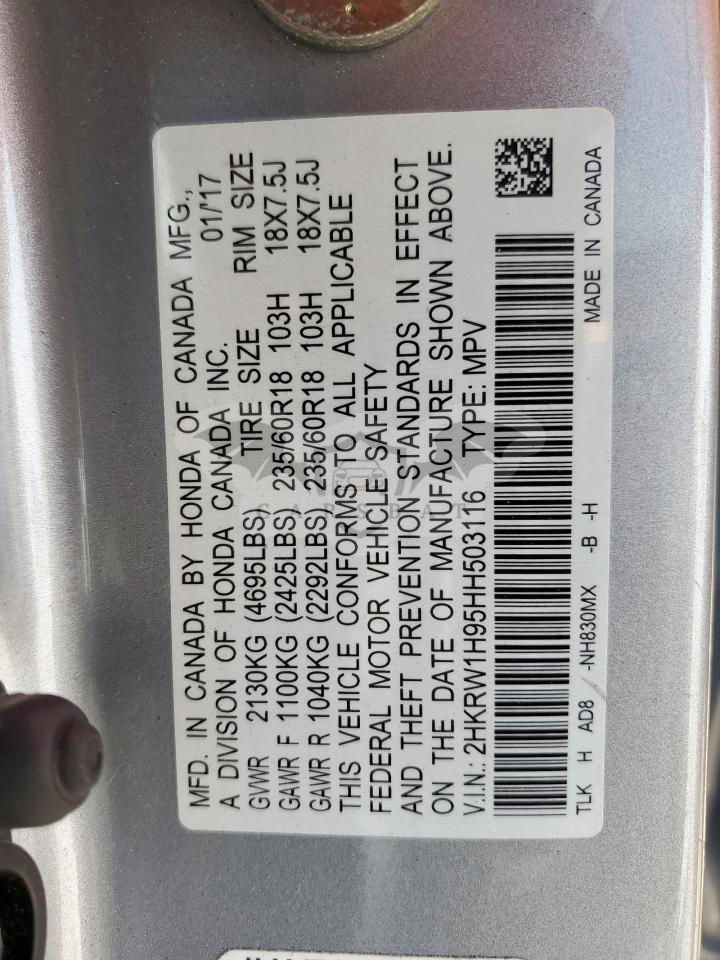 MFD. IN CANADA BY HONDA OF CANADA MFG.,
A DIVISION OF HONDA CANADA INC. 01/'17
GVWR 2130KG (4695LBS) TIRE SIZE RIM SIZE
GAWR F 1100KG (2425LBS) 235/60R18 103H 18X7.5J
GAWR R 1040KG (2292LBS) 235/60R18 103H 18X7.5J
THIS VEHICLE CONFORMS TO ALL APPLICABLE
FEDERAL MOTOR VEHICLE SAFETY
AND THEFT PREVENTION STANDARDS IN EFFECT
ON THE DATE OF MANUFACTURE SHOWN ABOVE.
V.I.N.: 2HKRW1H95HH503116 TYPE: MPV
TLK H AD8 /-NH830MX -B -H MADE IN CANADA
CARSBAT